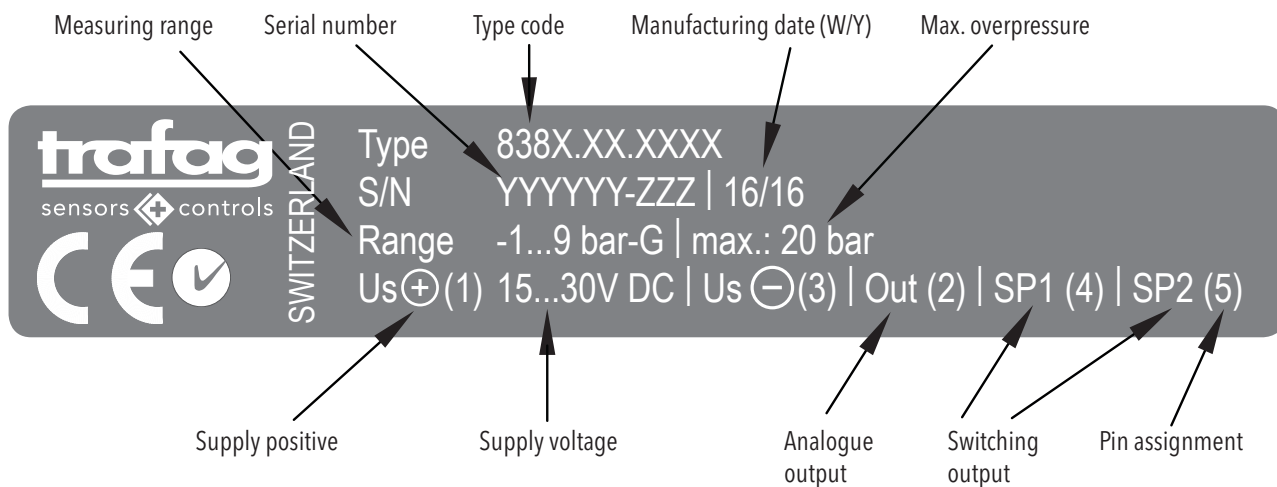 Measuring range Serial number Type code Manufacturing date (W/Y) Max. overpressure
trafag
sensors controls
CE
SWITZERLAND
Type 838X.XX.XXXX
S/N YYYYYY-ZZZ | 16/16
Range -1...9 bar-G | max.: 20 bar
Us⊕(1) 15...30V DC | Us⊖(3) | Out (2) | SP1 (4) | SP2 (5)
Supply positive Supply voltage Analogue output Switching output Pin assignment